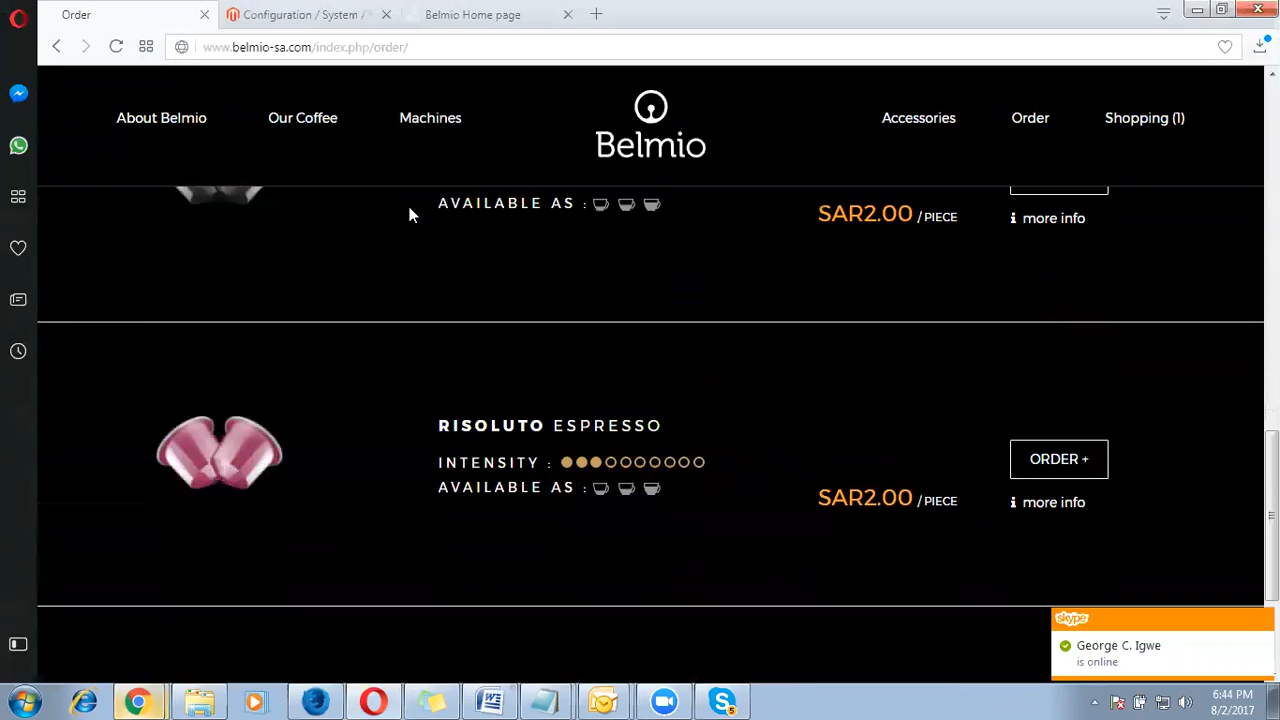 Order
Configuration / System /
Belmio Home page
www.belmio-sa.com/index.php/order/
About Belmio
Our Coffee
Machines
Belmio
Accessories
Order
Shopping (1)
AVAILABLE AS :
SAR2.00 / PIECE
more info
RISOLUTO ESPRESSO
INTENSITY :
AVAILABLE AS :
ORDER +
SAR2.00 / PIECE
more info
skype
George C. Igwe
is online
5
6:44 PM
8/2/2017